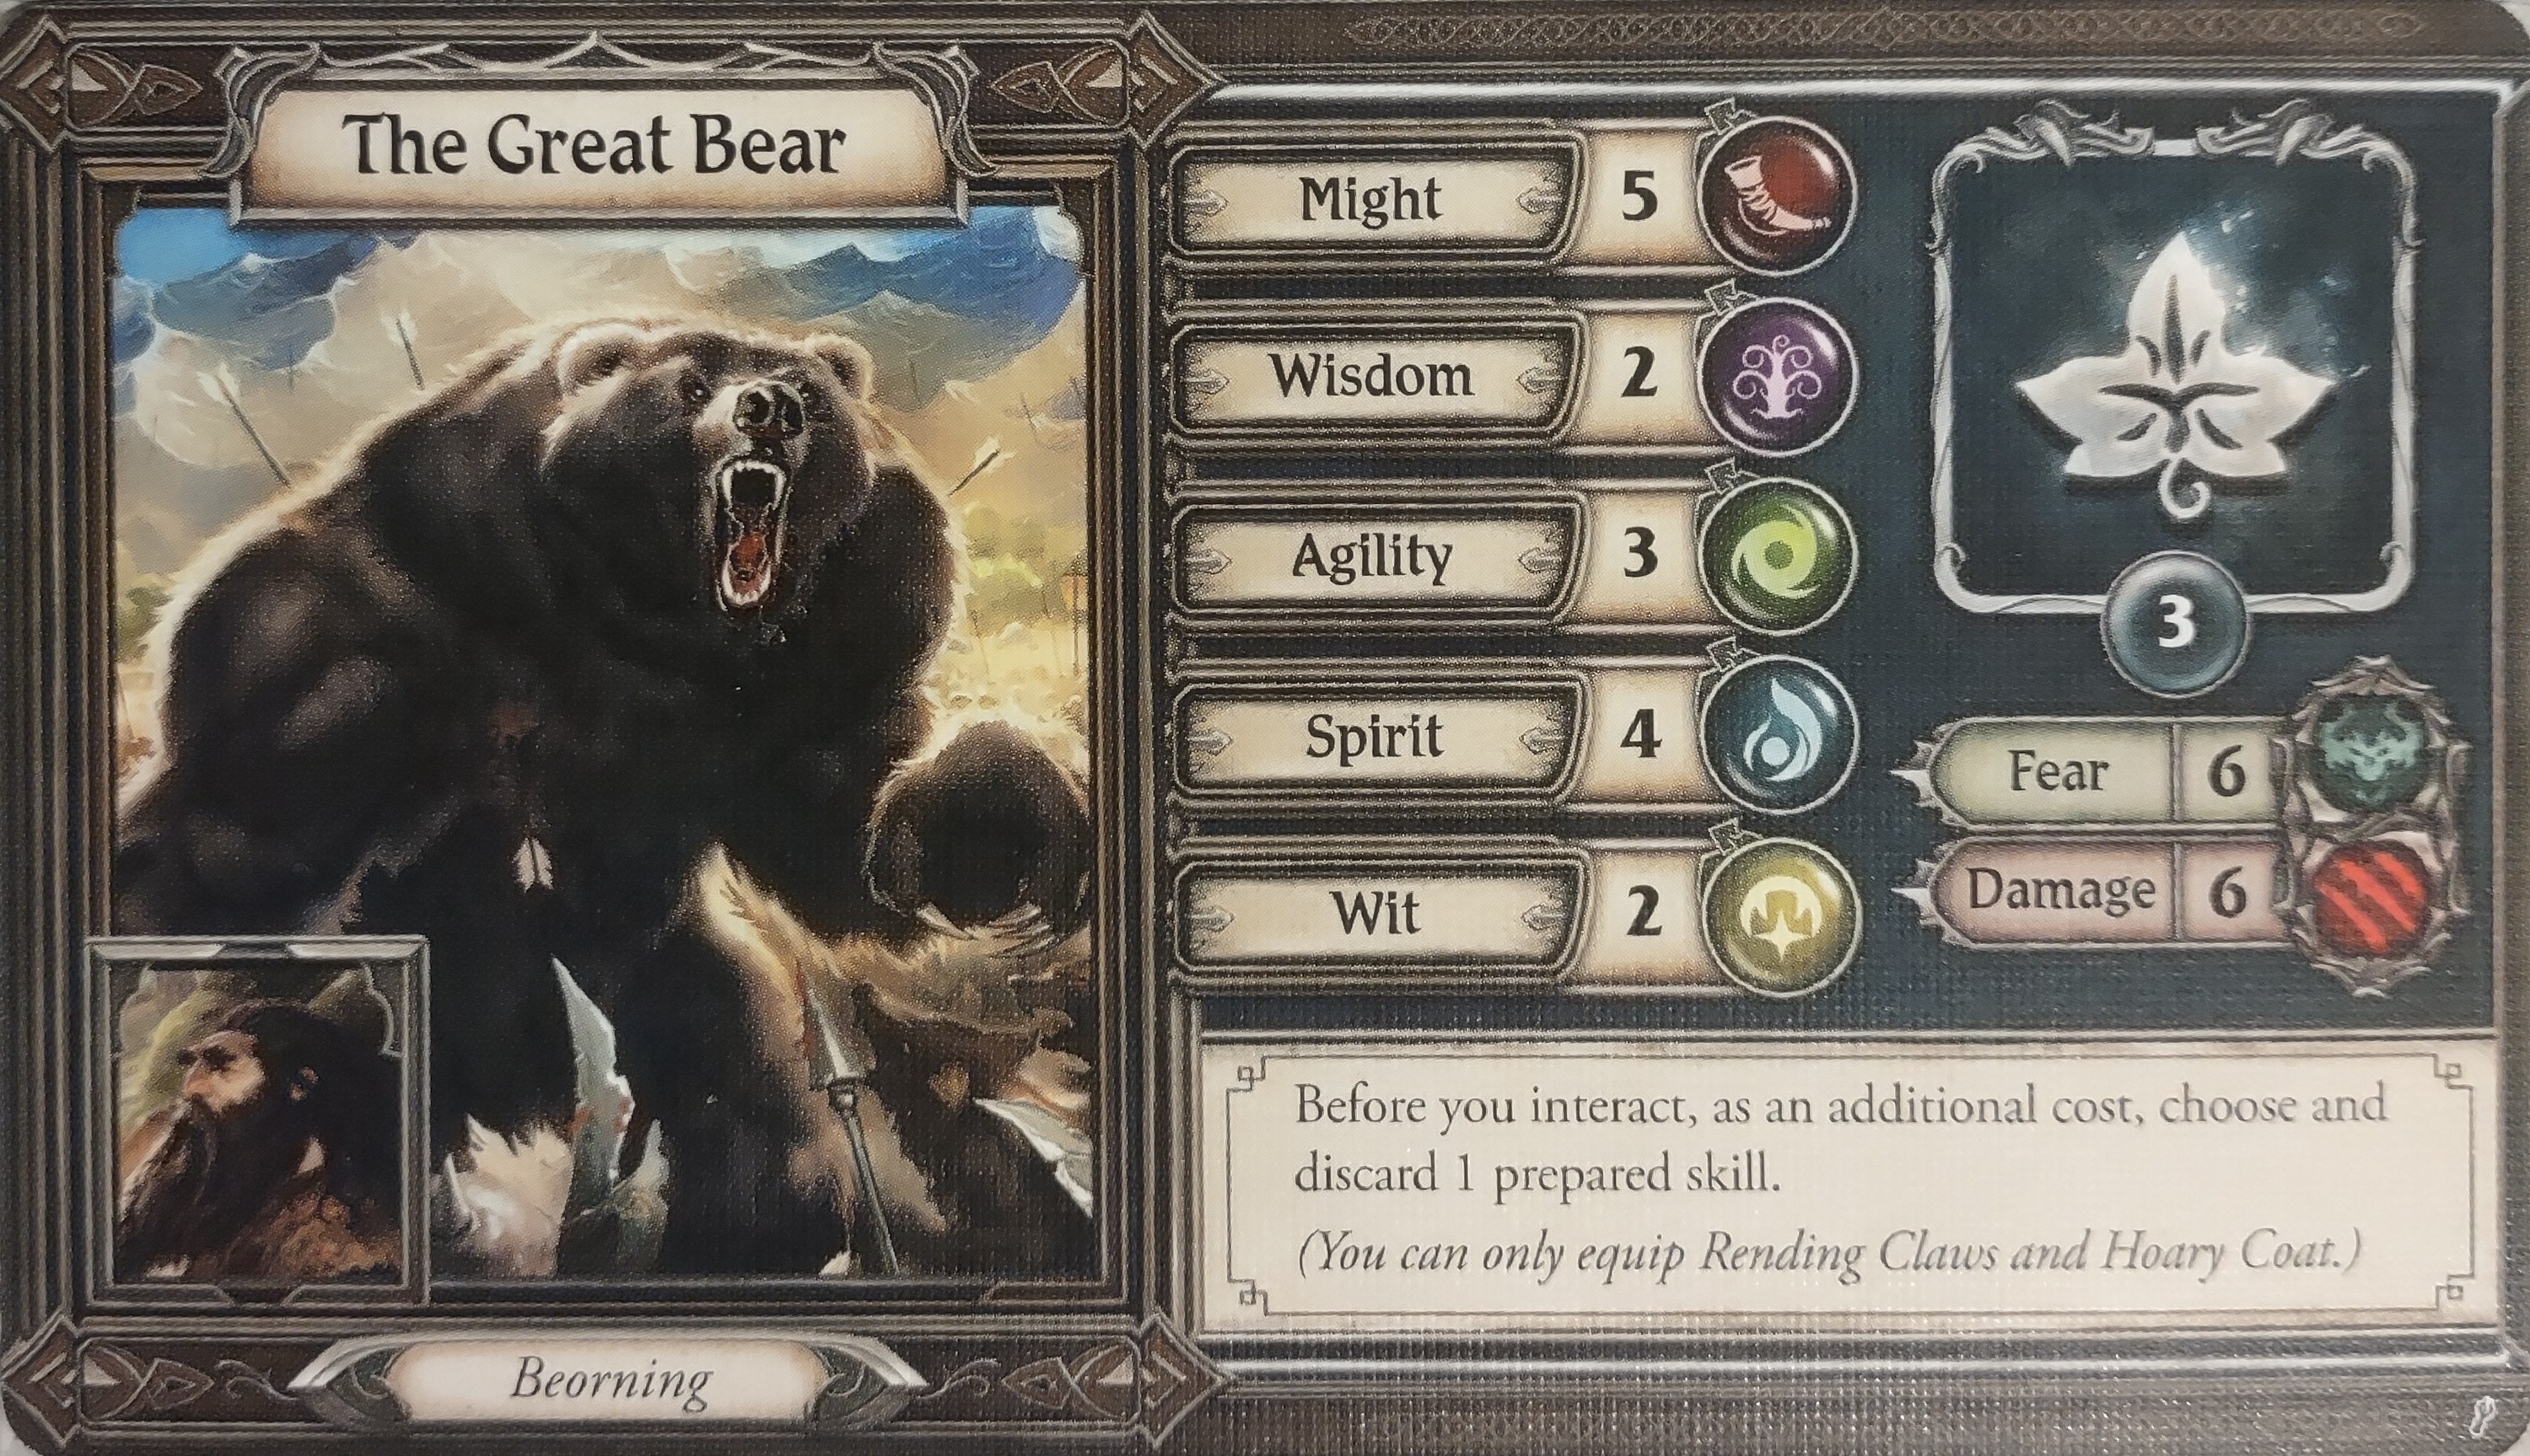 The Great Bear
Might 5
Wisdom 2
Agility 3
Spirit 4
Wit 2
3
Fear 6
Damage 6
Before you interact, as an additional cost, choose and
discard 1 prepared skill.
(You can only equip Rending Claws and Hoary Coat.)
Beorning